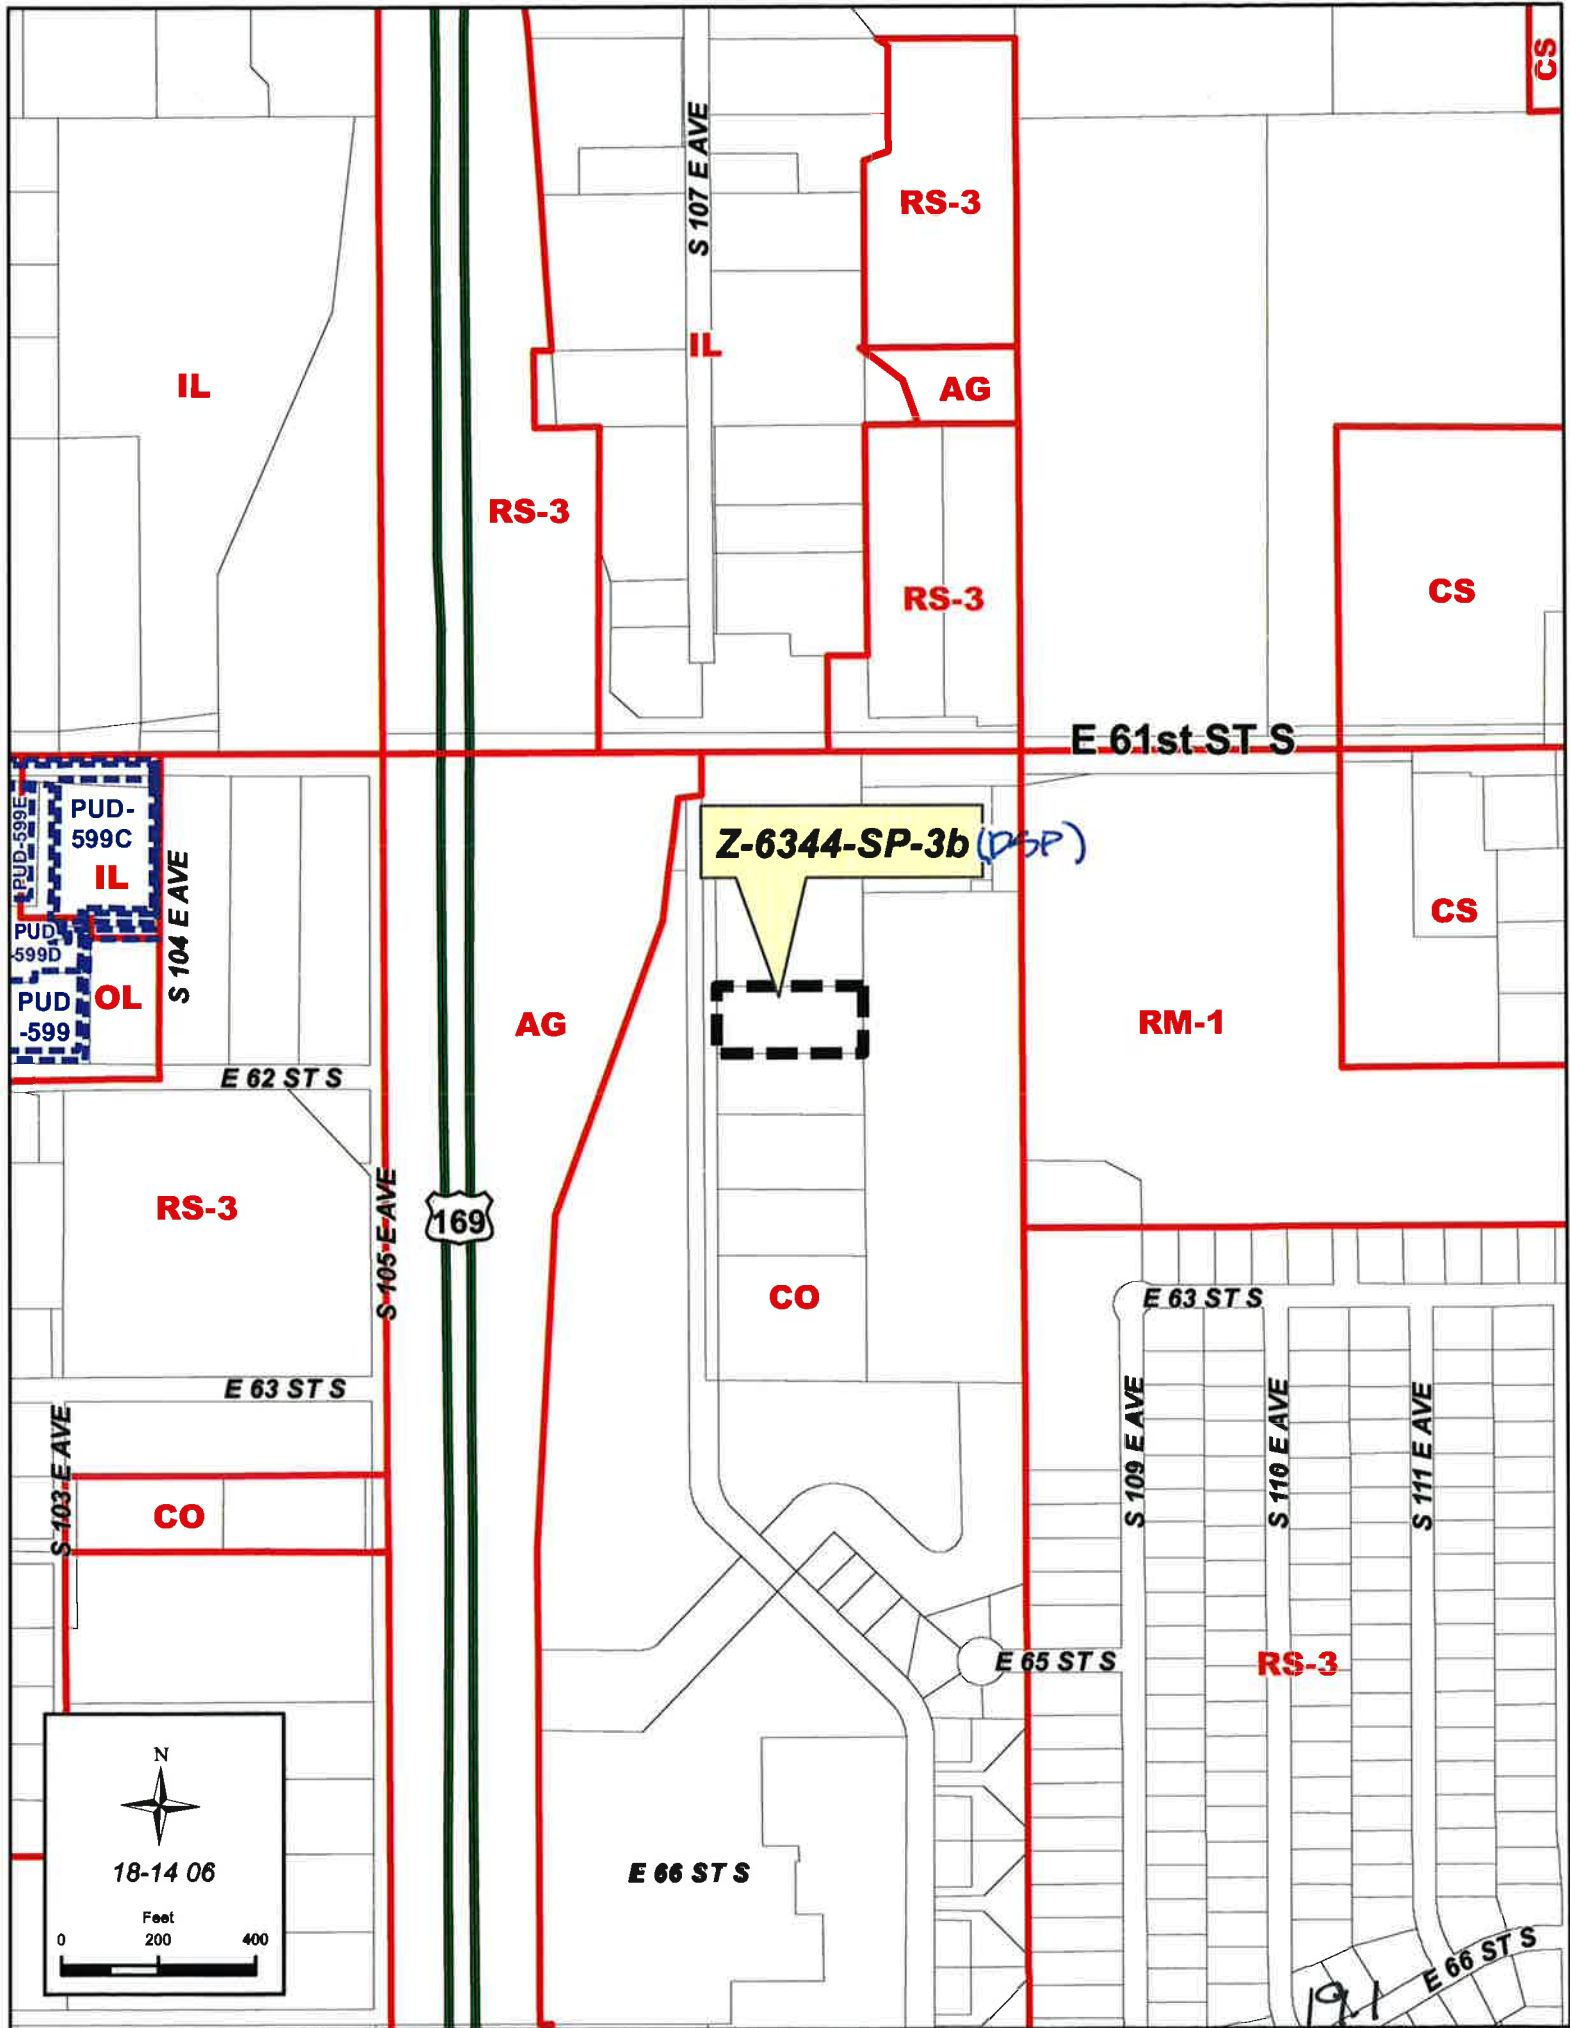 CS
S 107 E AVE
RS-3
IL
IL
AG
RS-3
RS-3
CS
E 61st ST S
PUD-599E
PUD-
599C
IL
Z-6344-SP-3b (DSP)
S 104 E AVE
CS
PUD
-599D
PUD
-599
OL
AG
RM-1
E 62 ST S
RS-3
S 105 E AVE
169
CO
E 63 ST S
E 63 ST S
S 103 E AVE
S 109 E AVE
S 110 E AVE
S 111 E AVE
CO
E 65 ST S
RS-3
N
18-14 06
Feet
0 200 400
E 66 ST S
E 66 ST S
19.1